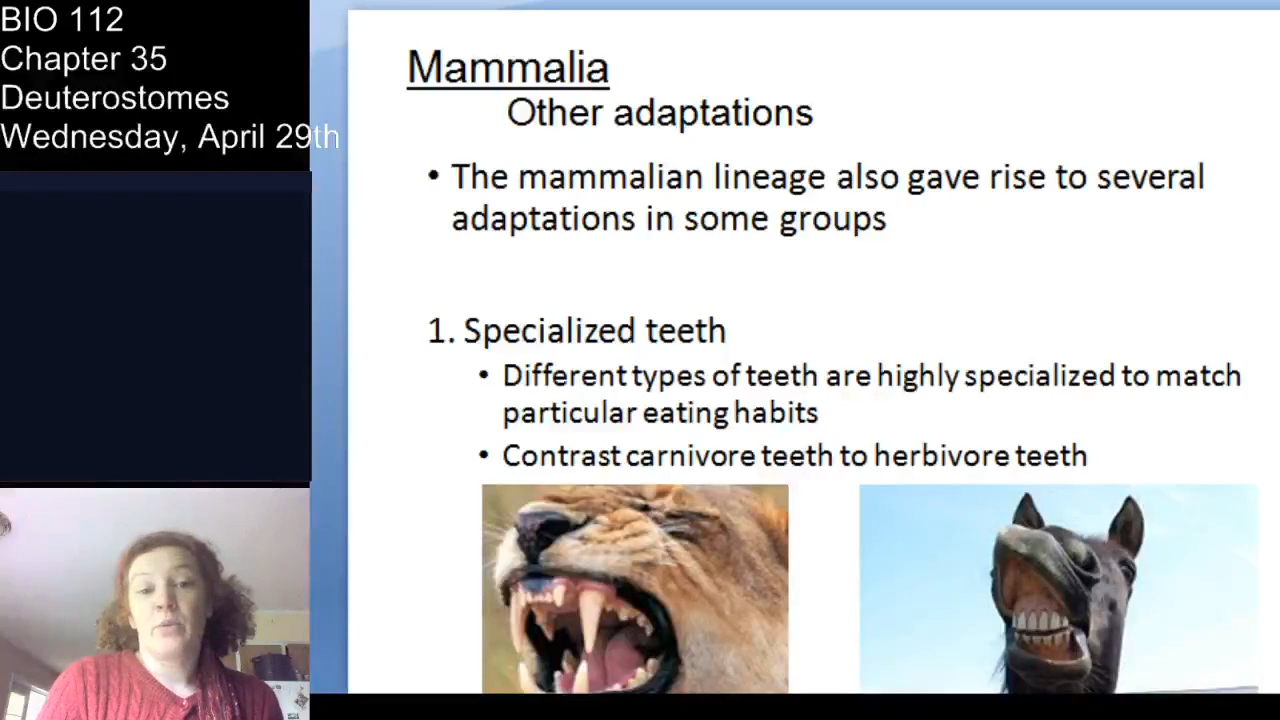 BIO 112
Chapter 35
Deuterostomes
Wednesday, April 29th
Mammalia
Other adaptations
• The mammalian lineage also gave rise to several
adaptations in some groups
1. Specialized teeth
• Different types of teeth are highly specialized to match
particular eating habits
• Contrast carnivore teeth to herbivore teeth